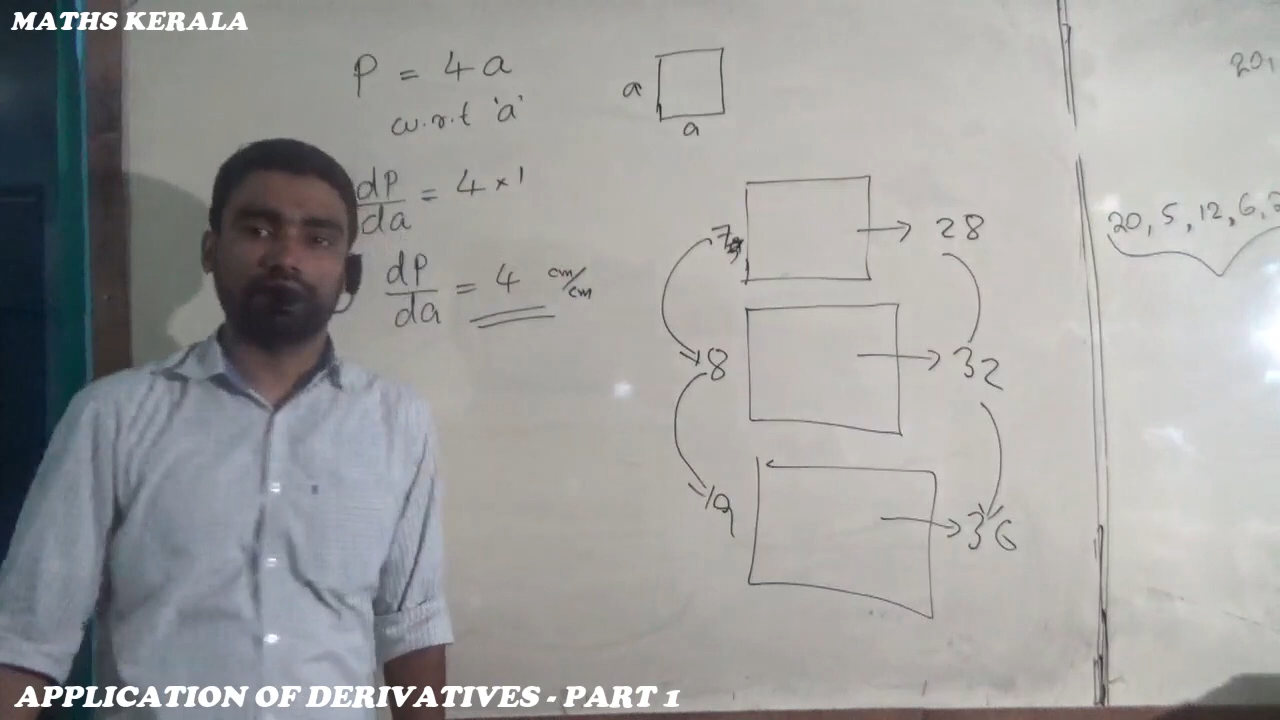 MATHS KERALA
P = 4a
w.r.t 'a'
dP/da = 4 × 1
dP/da = 4 cm/cm
a
a
7
→ 28
8
→ 32
9
→ 36
20,
20, 5, 12, 6,
APPLICATION OF DERIVATIVES - PART 1